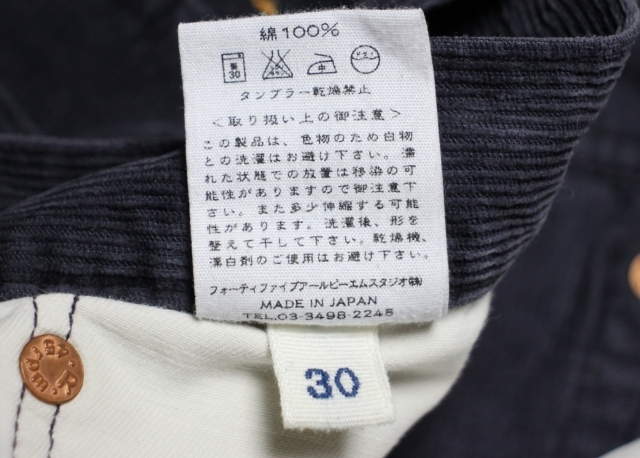 綿100%
弱 30 中 ドライ
タンブラー乾燥禁止
＜取り扱い上の御注意＞
この製品は、色物のため白物
との洗濯はお避け下さい。濡
れた状態での放置は移染の可
能性がありますので御注意下
さい。また多少伸縮する可能
性があります。洗濯後、形を
整えて干して下さい。乾燥機、
漂白剤のご使用はお避け下さい。
フォーティファイブアールピーエムスタジオ㈱
MADE IN JAPAN
TEL.03-3498-2245
30